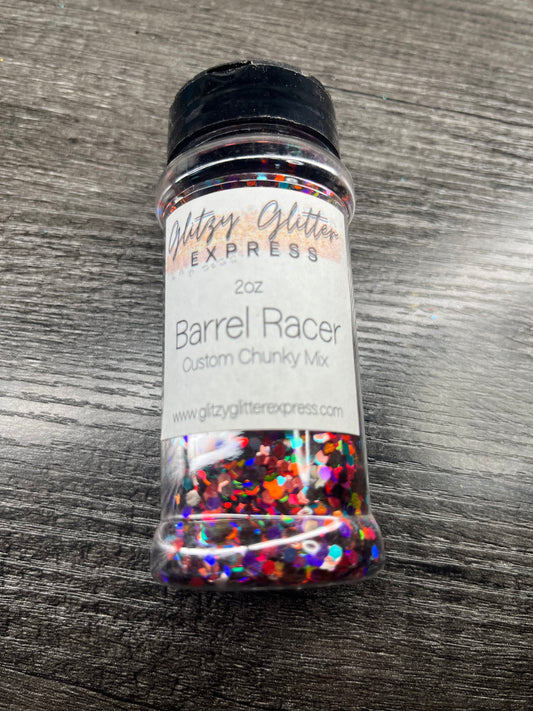 Glitzy Glitter
EXPRESS
2oz
Barrel Racer
Custom Chunky Mix
www.glitzyglitterexpress.com